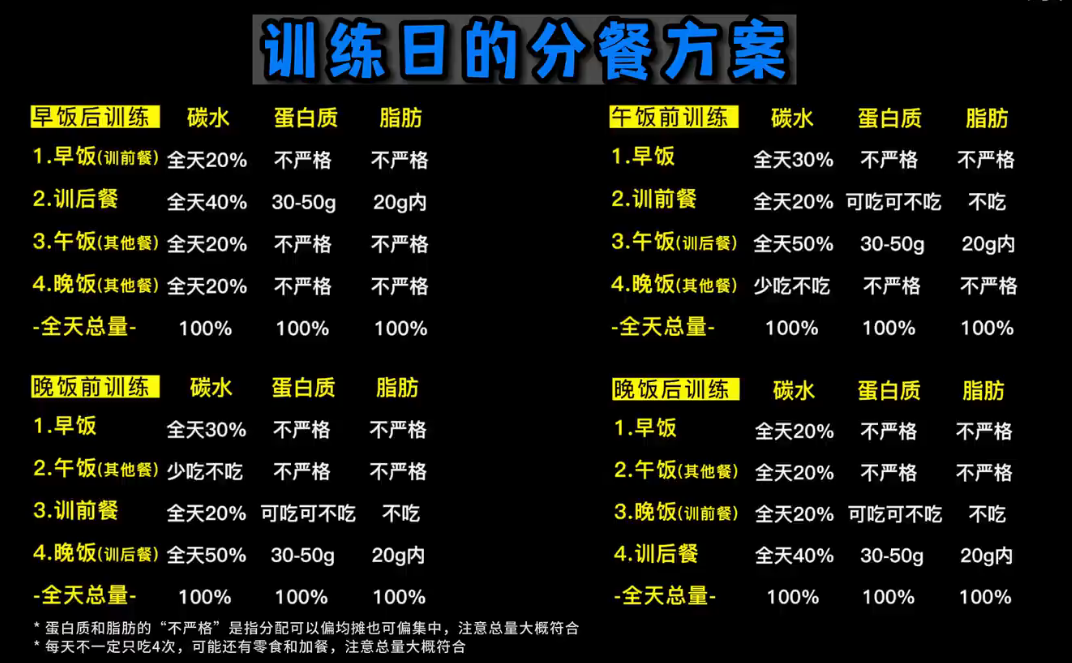 训练日的分餐方案
早饭后训练 碳水 蛋白质 脂肪
1.早饭(训前餐) 全天20% 不严格 不严格
2.训后餐 全天40% 30-50g 20g内
3.午饭(其他餐) 全天20% 不严格 不严格
4.晚饭(其他餐) 全天20% 不严格 不严格
-全天总量- 100% 100% 100%
午饭前训练 碳水 蛋白质 脂肪
1.早饭 全天30% 不严格 不严格
2.训前餐 全天20% 可吃可不吃 不吃
3.午饭(训后餐) 全天50% 30-50g 20g内
4.晚饭(其他餐) 少吃不吃 不严格 不严格
-全天总量- 100% 100% 100%
晚饭前训练 碳水 蛋白质 脂肪
1.早饭 全天30% 不严格 不严格
2.午饭(其他餐) 少吃不吃 不严格 不严格
3.训前餐 全天20% 可吃可不吃 不吃
4.晚饭(训后餐) 全天50% 30-50g 20g内
-全天总量- 100% 100% 100%
晚饭后训练 碳水 蛋白质 脂肪
1.早饭 全天20% 不严格 不严格
2.午饭(其他餐) 全天20% 不严格 不严格
3.晚饭(训前餐) 全天20% 可吃可不吃 不吃
4.训后餐 全天40% 30-50g 20g内
-全天总量- 100% 100% 100%
* 蛋白质和脂肪的“不严格”是指分配可以偏均摊也可偏集中，注意总量大概符合
* 每天不一定只吃4次，可能还有零食和加餐，注意总量大概符合